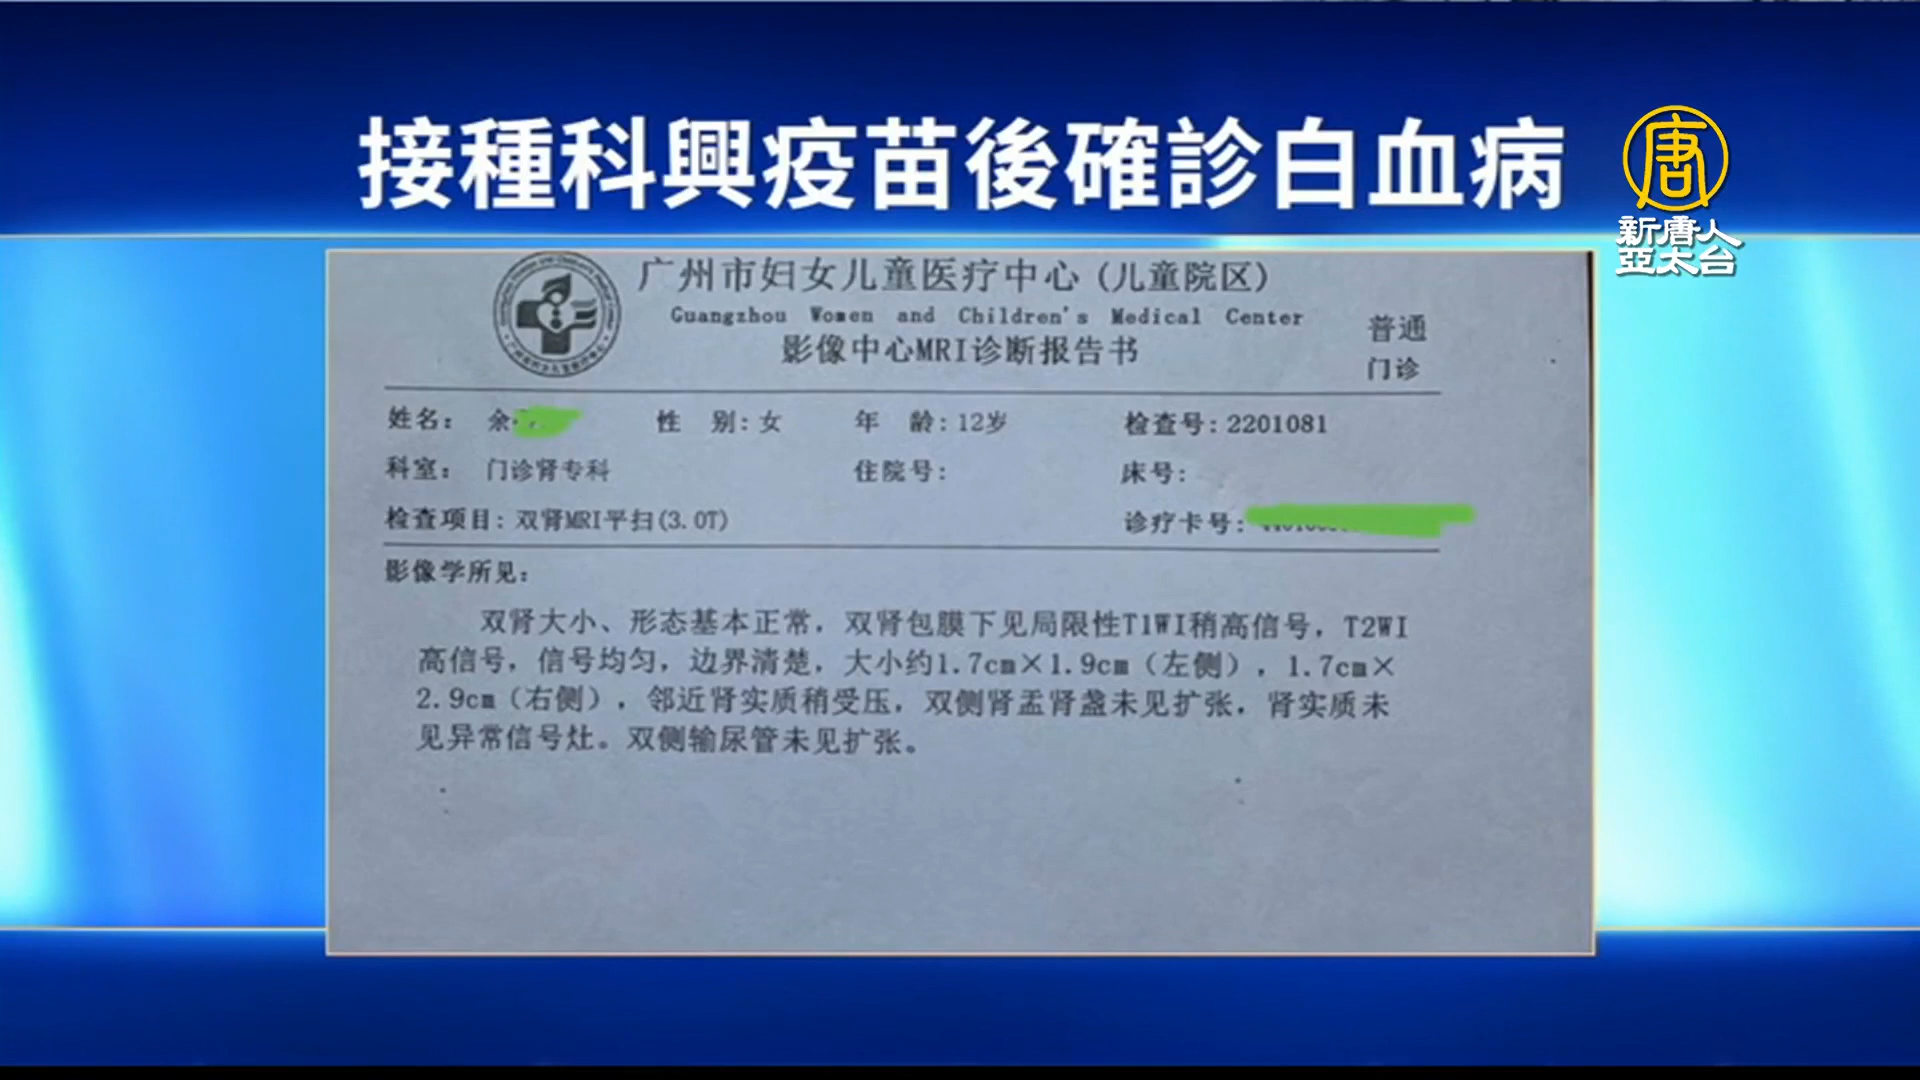 接種科興疫苗後確診白血病
唐
新唐人
亞太台
广州市妇女儿童医疗中心(儿童院区)
Guangzhou Women and Children's Medical Center
影像中心MRI诊断报告书
普通
门诊
姓名: 余 性 别:女 年 龄:12岁 检查号:2201081
科室: 门诊肾专科 住院号: 床号:
检查项目:双肾MRI平扫(3.0T) 诊疗卡号:
影像学所见:
双肾大小、形态基本正常,双肾包膜下见局限性T1WI稍高信号,T2WI
高信号,信号均匀,边界清楚,大小约1.7cm×1.9cm(左侧),1.7cm×
2.9cm(右侧),邻近肾实质稍受压,双侧肾盂肾盏未见扩张,肾实质未
见异常信号灶。双侧输尿管未见扩张。